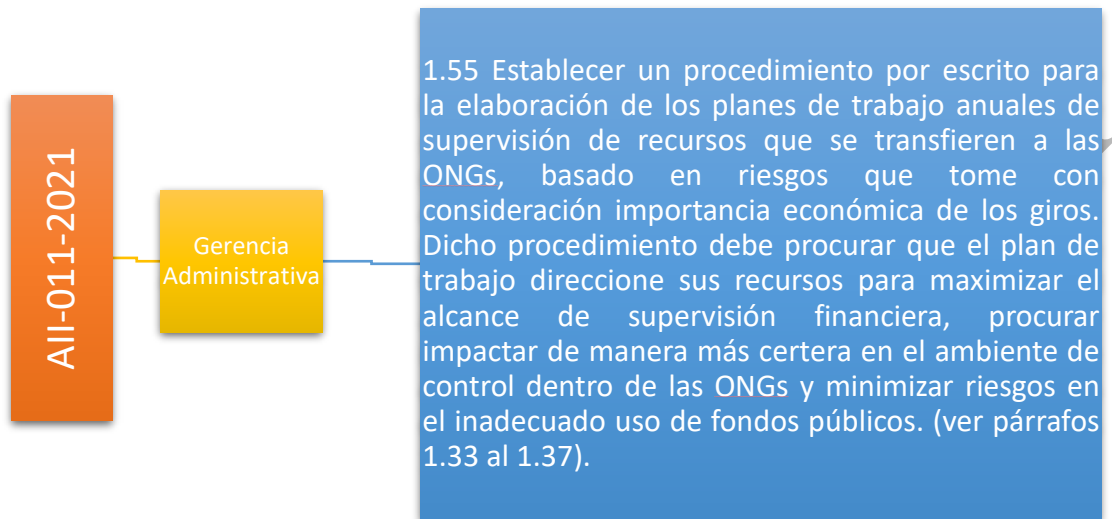 AII-011-2021
Gerencia
Administrativa
1.55 Establecer un procedimiento por escrito para
la elaboración de los planes de trabajo anuales de
supervisión de recursos que se transfieren a las
ONGs, basado en riesgos que tome con
consideración importancia económica de los giros.
Dicho procedimiento debe procurar que el plan de
trabajo direccione sus recursos para maximizar el
alcance de supervisión financiera, procurar
impactar de manera más certera en el ambiente de
control dentro de las ONGs y minimizar riesgos en
el inadecuado uso de fondos públicos. (ver párrafos
1.33 al 1.37).